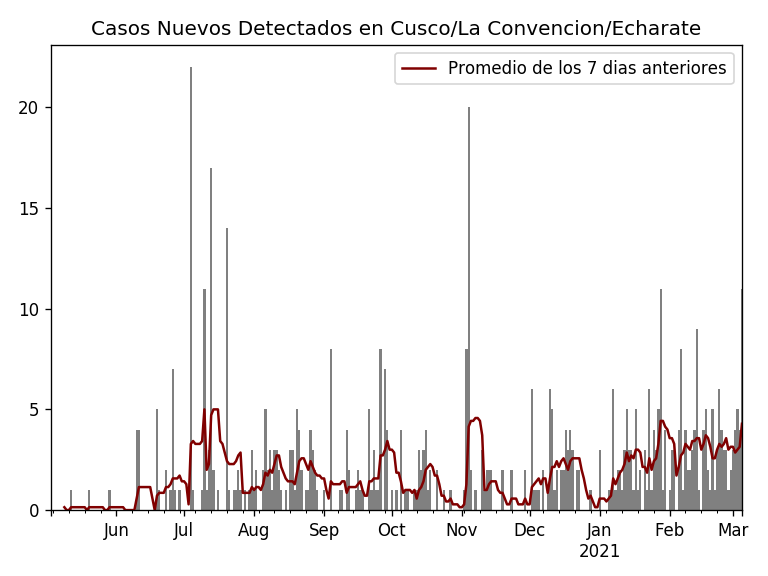 Casos Nuevos Detectados en Cusco/La Convencion/Echarate
Promedio de los 7 dias anteriores
20
15
10
5
0
Jun Jul Aug Sep Oct Nov Dec Jan Feb Mar
2021